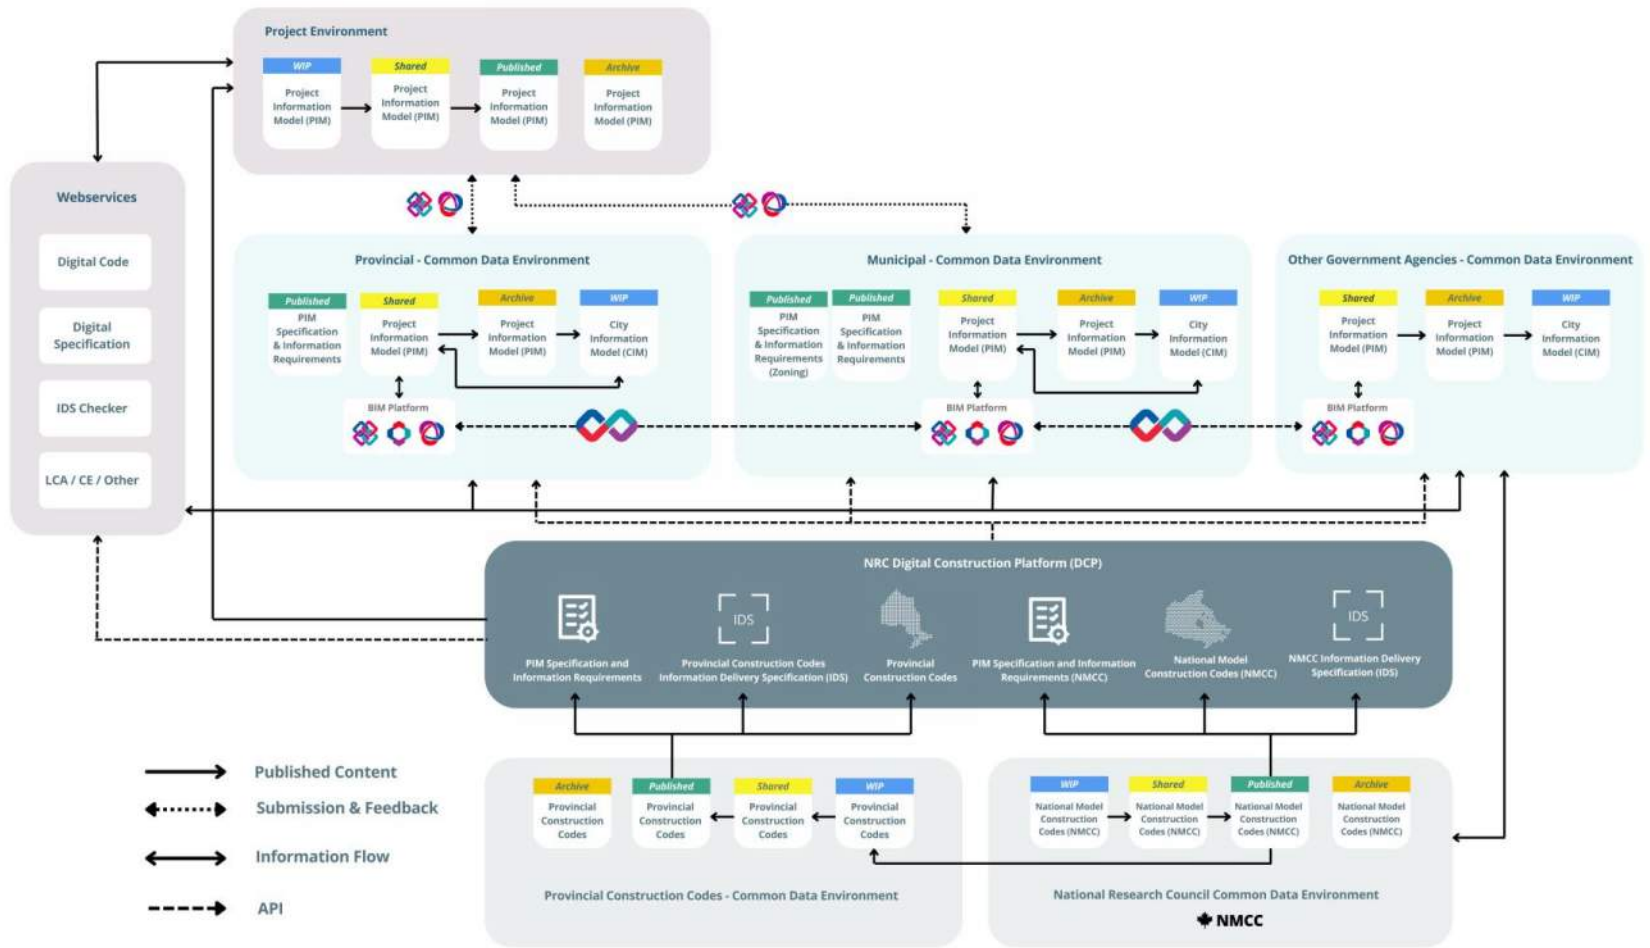 Project Environment
WIP
Project
Information
Model (PIM)
Shared
Project
Information
Model (PIM)
Published
Project
Information
Model (PIM)
Archive
Project
Information
Model (PIM)
Webservices
Digital Code
Digital
Specification
IDS Checker
LCA / CE / Other
Provincial - Common Data Environment
Published
PIM
Specification
& Information
Requirements
Shared
Project
Information
Model (PIM)
Archive
Project
Information
Model (PIM)
WIP
City
Information
Model (CIM)
BIM Platform
Municipal - Common Data Environment
Published
PIM
Specification
& Information
Requirements
(Zoning)
Published
PIM
Specification
& Information
Requirements
Shared
Project
Information
Model (PIM)
Archive
Project
Information
Model (PIM)
WIP
City
Information
Model (CIM)
BIM Platform
Other Government Agencies - Common Data Environment
Shared
Project
Information
Model (PIM)
Archive
Project
Information
Model (PIM)
WIP
City
Information
Model (CIM)
BIM Platform
NRC Digital Construction Platform (DCP)
PIM Specification and
Information Requirements
IDS
Provincial Construction Codes
Information Delivery Specification (IDS)
Provincial
Construction Codes
PIM Specification and Information
Requirements (NMCC)
National Model
Construction Codes (NMCC)
IDS
NMCC Information Delivery
Specification (IDS)
Published Content
Submission & Feedback
Information Flow
API
Archive
Provincial
Construction
Codes
Published
Provincial
Construction
Codes
Shared
Provincial
Construction
Codes
WIP
Provincial
Construction
Codes
Provincial Construction Codes - Common Data Environment
WIP
National Model
Construction
Codes (NMCC)
Shared
National Model
Construction
Codes (NMCC)
Published
National Model
Construction
Codes (NMCC)
Archive
National Model
Construction
Codes (NMCC)
National Research Council Common Data Environment
NMCC